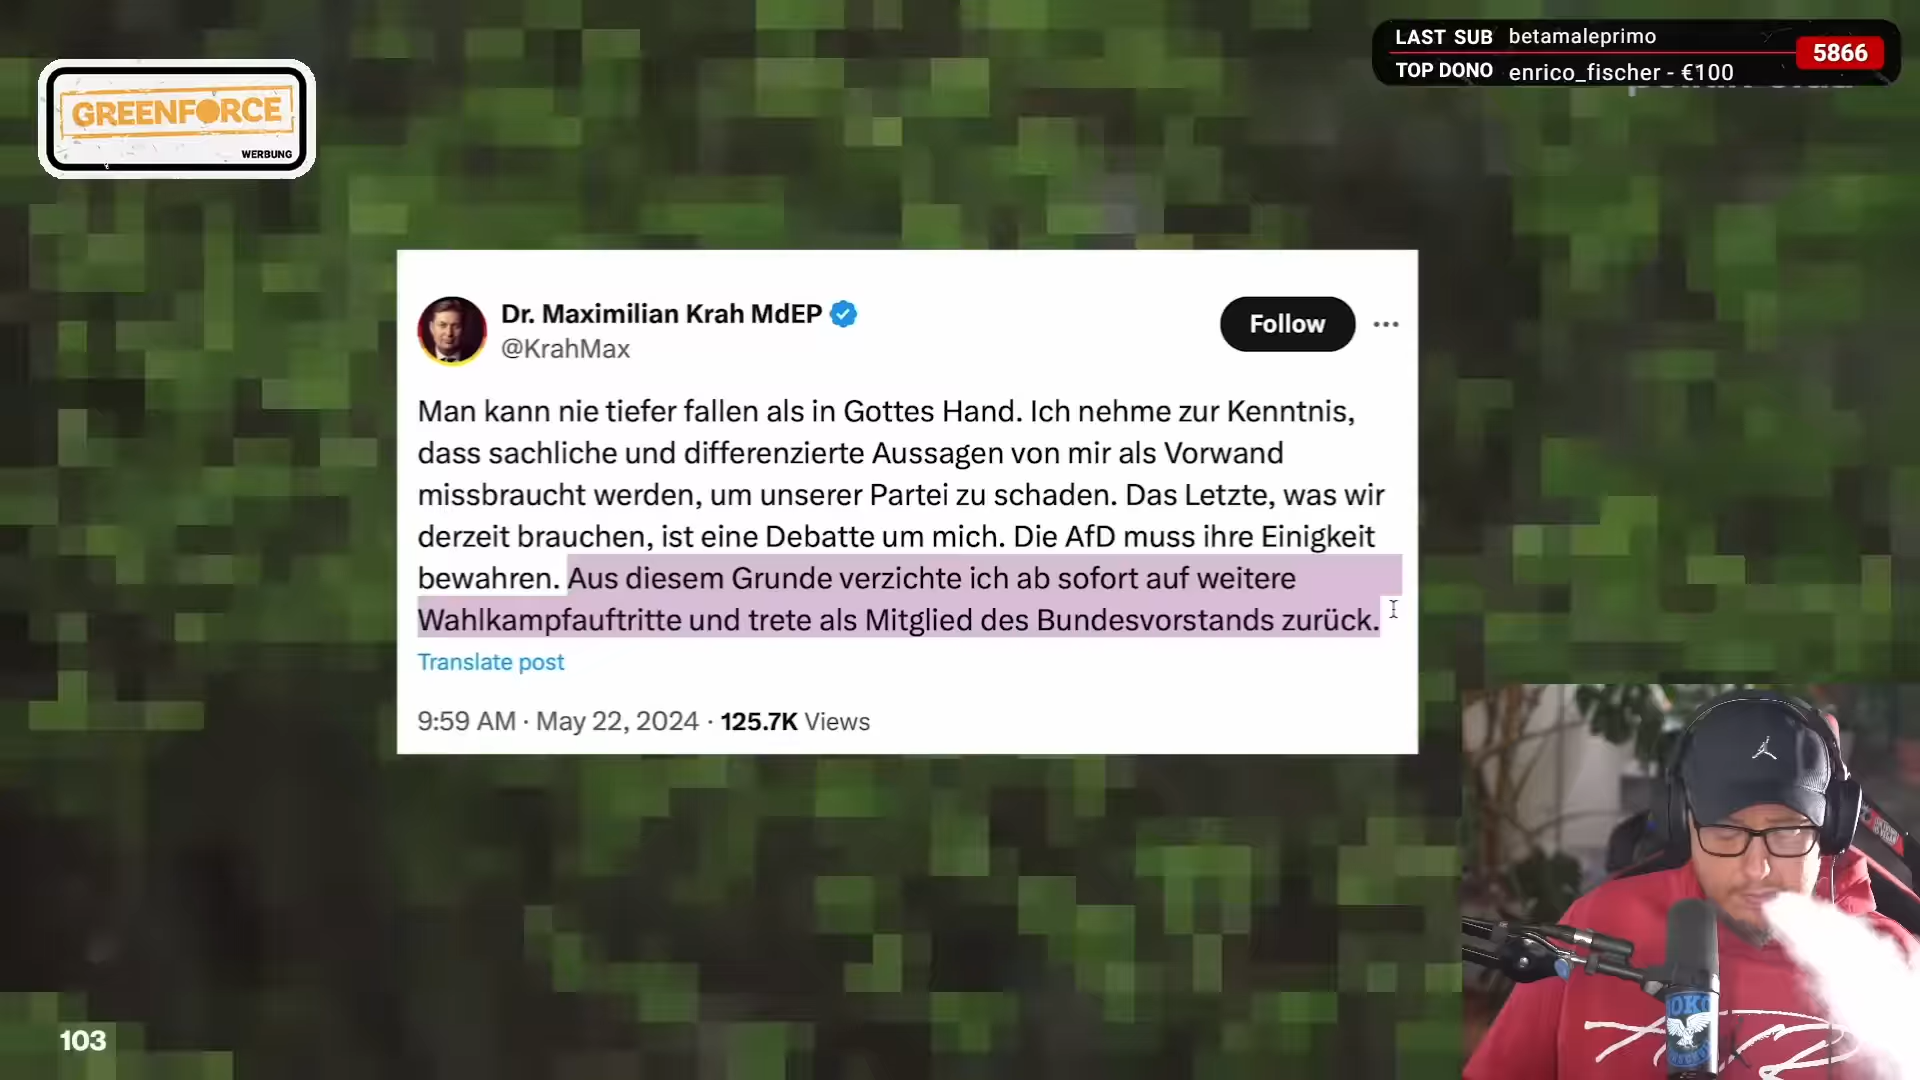 GREENFORCE
WERBUNG
LAST SUB betamaleprimo
TOP DONO enrico_fischer - €100
5866
Dr. Maximilian Krah MdEP
@KrahMax
Follow
Man kann nie tiefer fallen als in Gottes Hand. Ich nehme zur Kenntnis,
dass sachliche und differenzierte Aussagen von mir als Vorwand
missbraucht werden, um unserer Partei zu schaden. Das Letzte, was wir
derzeit brauchen, ist eine Debatte um mich. Die AfD muss ihre Einigkeit
bewahren. Aus diesem Grunde verzichte ich ab sofort auf weitere
Wahlkampfauftritte und trete als Mitglied des Bundesvorstands zurück.
Translate post
9:59 AM · May 22, 2024 · 125.7K Views
103